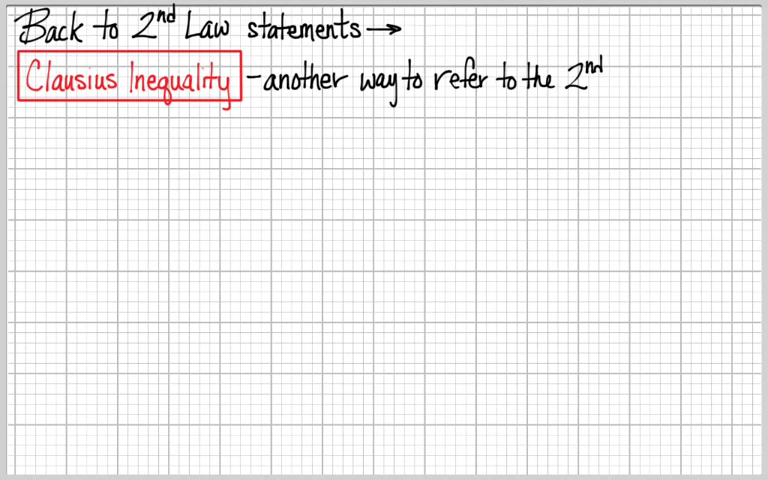 Back to 2nd Law statements →
Clausius Inequality - another way to refer to the 2nd